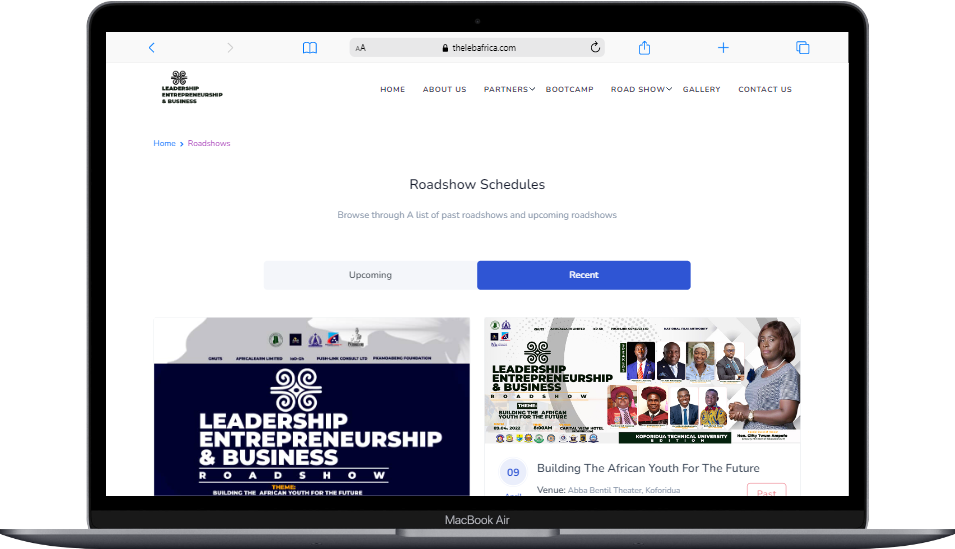 AA thelebafrica.com
LEADERSHIP
ENTREPRENEURSHIP
& BUSINESS
HOME ABOUT US PARTNERS BOOTCAMP ROAD SHOW GALLERY CONTACT US
Home > Roadshows
Roadshow Schedules
Browse through A list of past roadshows and upcoming roadshows
Upcoming Recent
GNUTS AFRICALEARN LIMITED PUSH-LINK CONSULT LTD FOUNDATION
LEADERSHIP
ENTREPRENEURSHIP
& BUSINESS
ROADSHOW
THEME:
BUILDING THE AFRICAN YOUTH FOR THE FUTURE
LEADERSHIP
ENTREPRENEURSHIP
& BUSINESS
ROADSHOW
THEME:
BUILDING THE AFRICAN
YOUTH FOR THE FUTURE
CAPITAL VIEW HOTEL
KOFORIDUA TECHNICAL UNIVERSITY
EDITION
09
April
Building The African Youth For The Future
Venue: Abba Bentil Theater, Koforidua
Past
MacBook Air